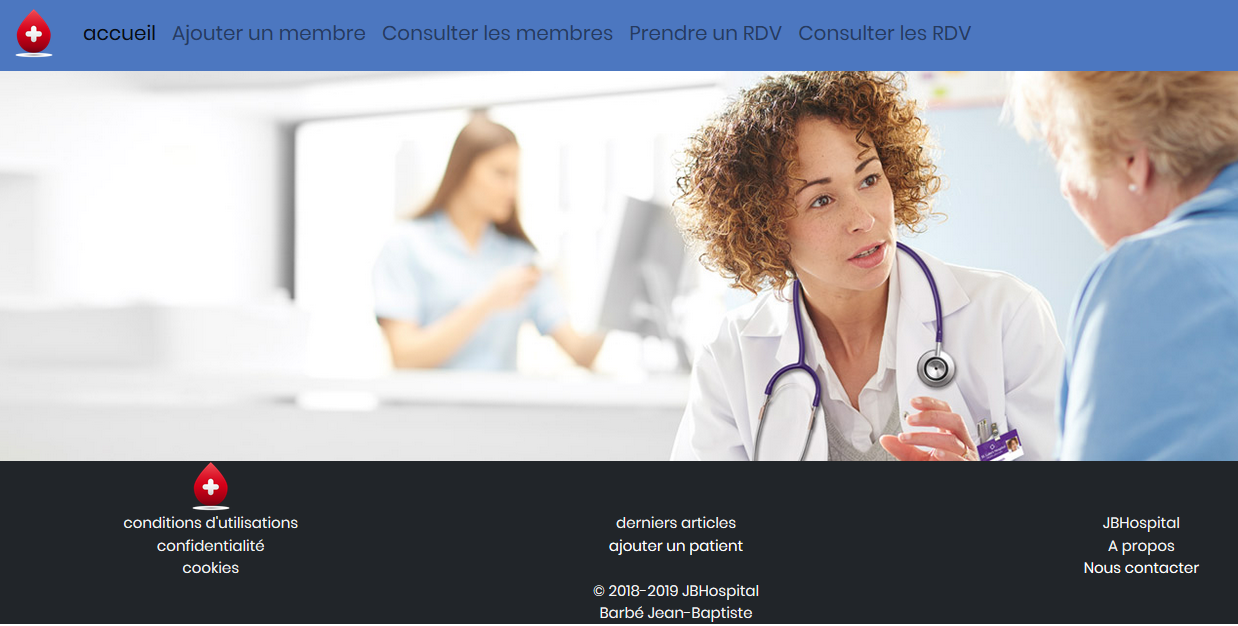 accueil Ajouter un membre Consulter les membres Prendre un RDV Consulter les RDV
conditions d'utilisations
confidentialité
cookies
derniers articles
ajouter un patient
© 2018-2019 JBHospital
Barbé Jean-Baptiste
JBHospital
A propos
Nous contacter